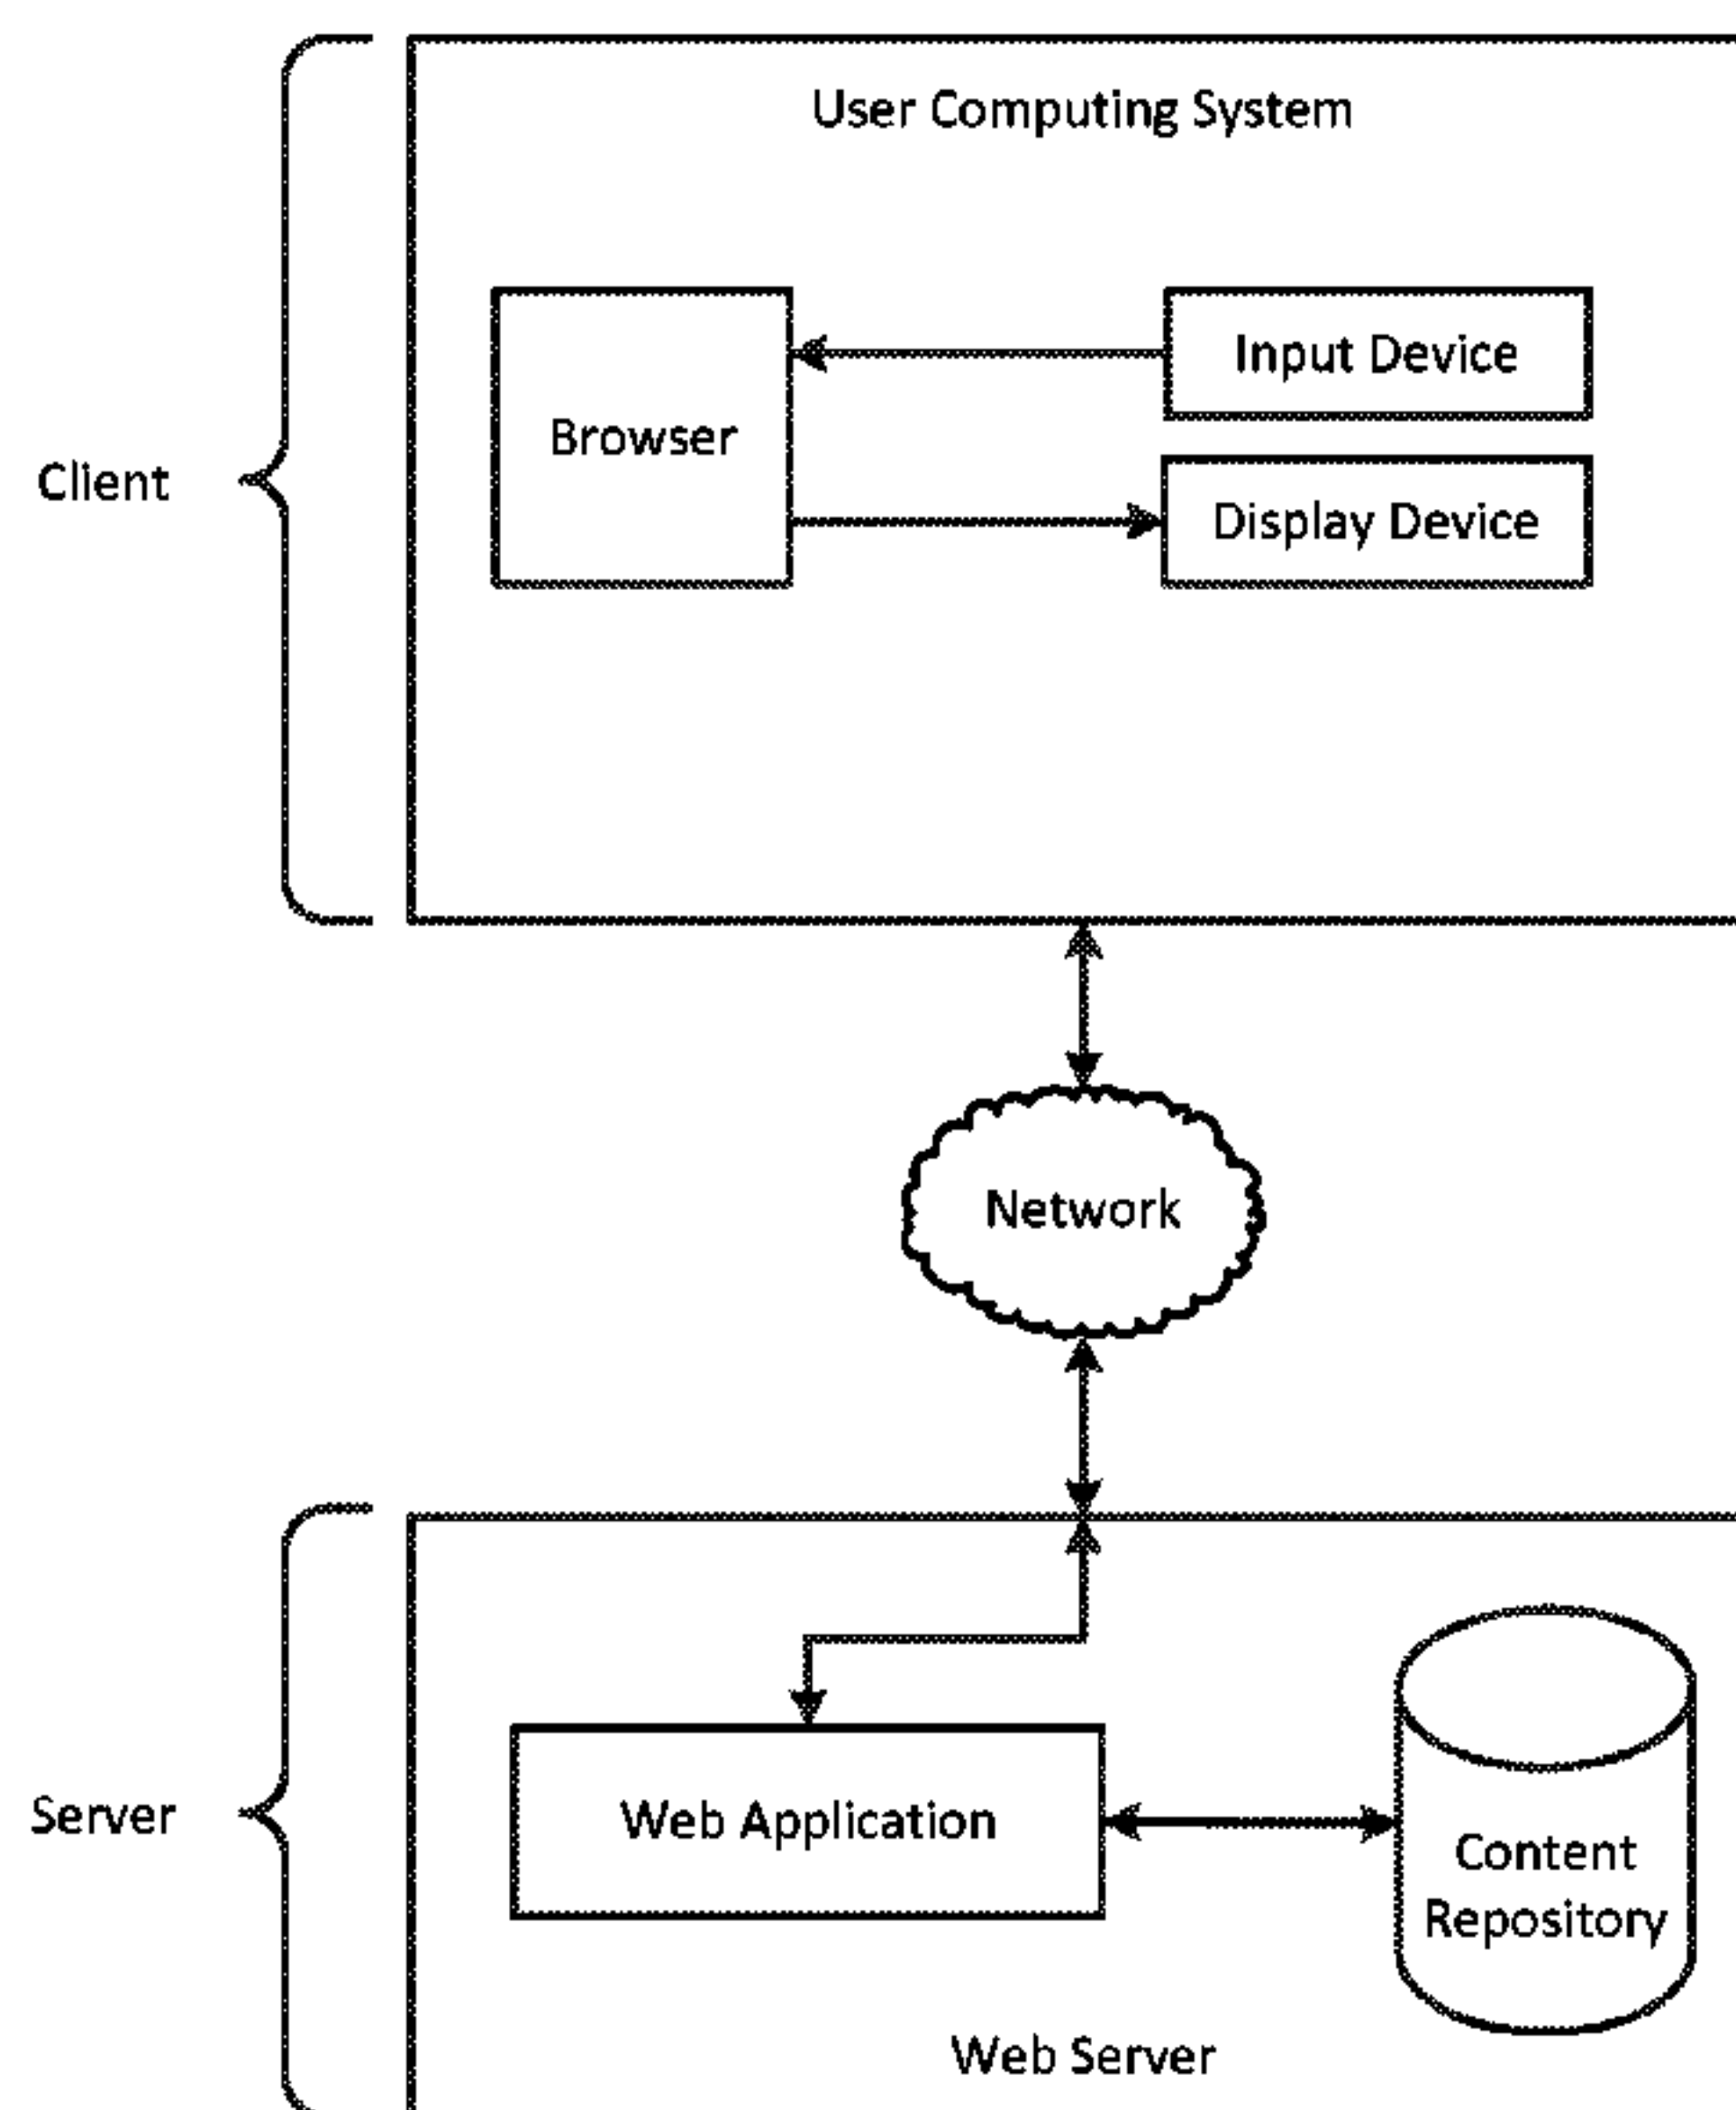 User Computing System
Input Device
Browser
Client
Display Device
Network
Web Application
Server
Content
Repository
Web Server